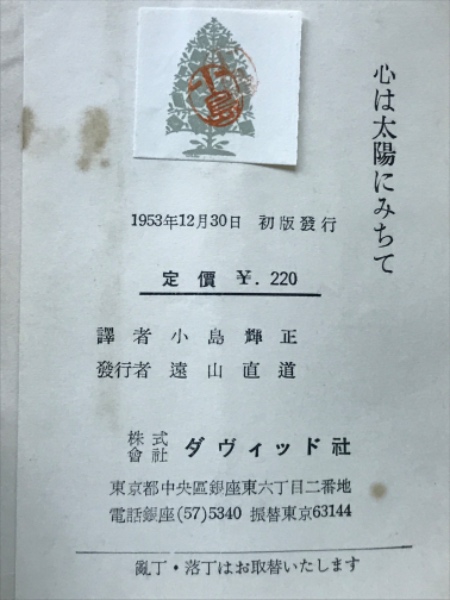 心は太陽にみちて
小島
1953年12月30日 初版發行
定價 ¥. 220
譯者 小島輝正
發行者 遠山直道
株式會社 ダヴィッド社
東京都中央區銀座東六丁目二番地
電話銀座(57)5340 振替東京63144
亂丁・落丁はお取替いたします